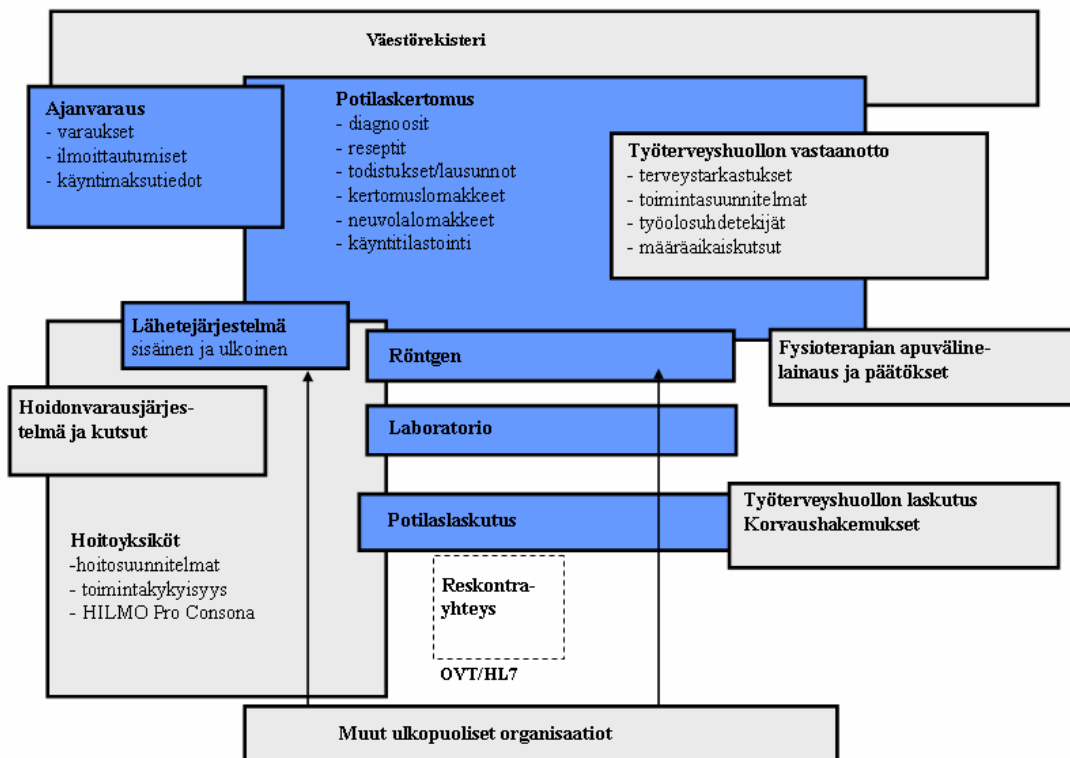 Väestörekisteri
Ajanvaraus
- varaukset
- ilmoittautumiset
- käyntimaksutiedot
Potilaskertomus
- diagnoosit
- reseptit
- todistukset/lausunnot
- kertomuslomakkeet
- neuvolalomakkeet
- käyntitilastointi
Työterveyshuollon vastaanotto
- terveystarkastukset
- toimintasuunnitelmat
- työolosuhdetekijät
- määräaikaiskutsut
Lähetejärjestelmä
sisäinen ja ulkoinen
Röntgen
Fysioterapian apuväline-
lainaus ja päätökset
Hoidonvarausjärjes-
telmä ja kutsut
Laboratorio
Potilaslaskutus
Työterveyshuollon laskutus
Korvaushakemukset
Hoitoyksiköt
-hoitosuunnitelmat
- toimintakykyisyys
- HILMO Pro Consona
Reskontra-
yhteys
OVT/HL7
Muut ulkopuoliset organisaatiot